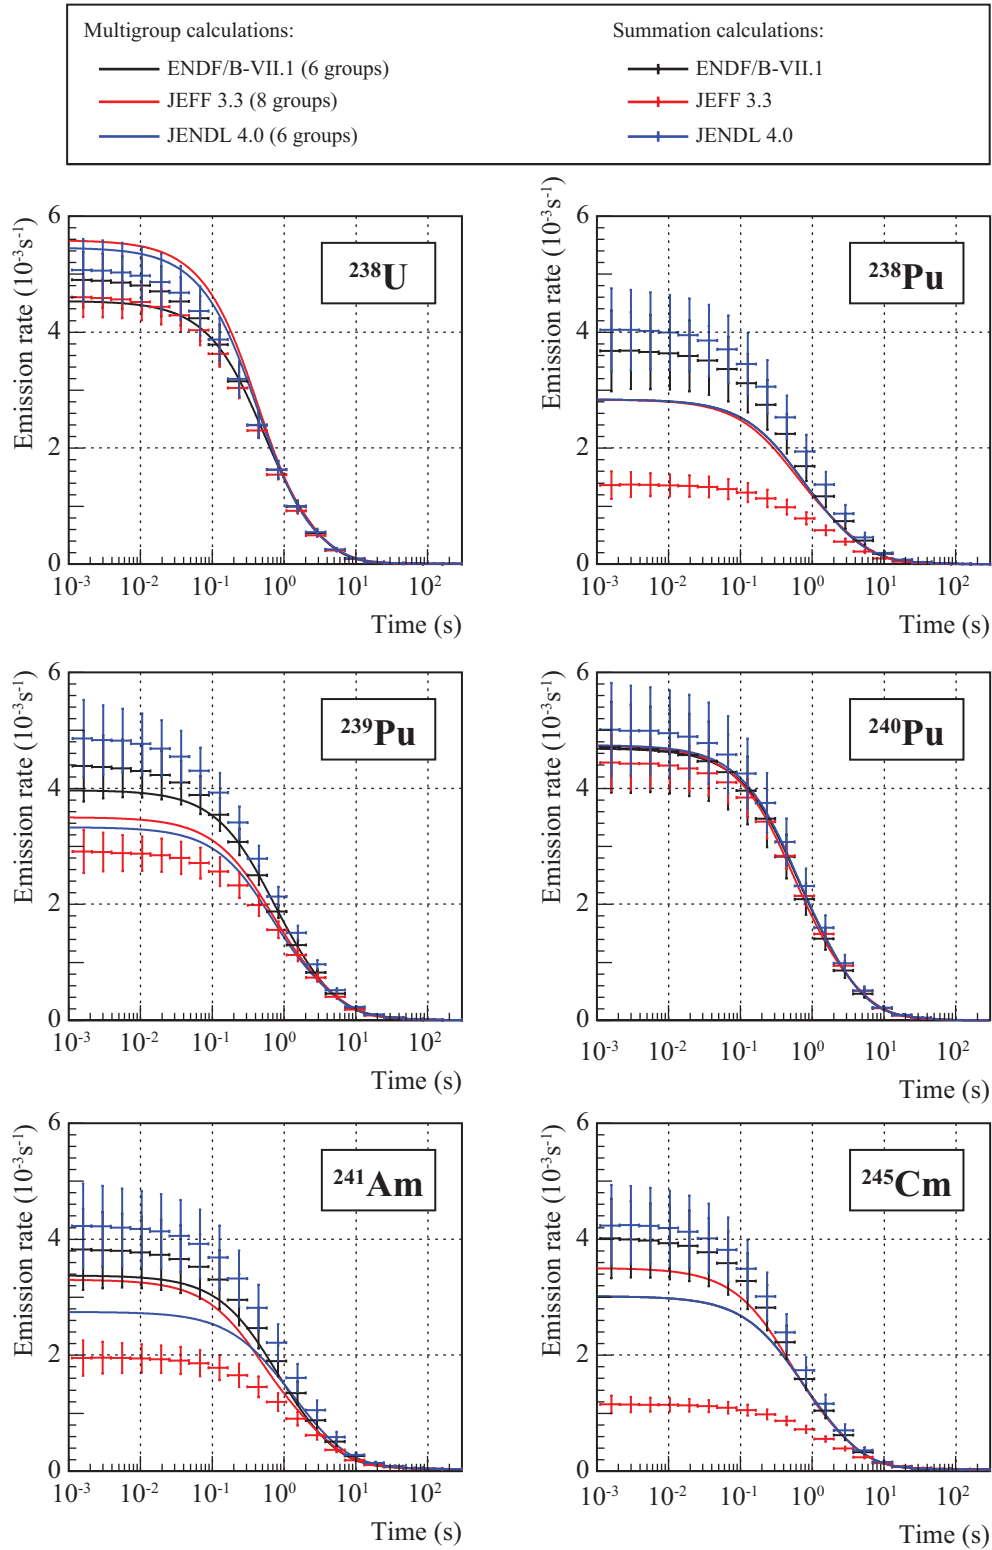 Multigroup calculations: Summation calculations:
ENDF/B-VII.1 (6 groups) ENDF/B-VII.1
JEFF 3.3 (8 groups) JEFF 3.3
JENDL 4.0 (6 groups) JENDL 4.0
Emission rate (10⁻³s⁻¹)
6
4
2
0
²³⁸U
10⁻³ 10⁻² 10⁻¹ 10⁰ 10¹ 10²
Time (s)
Emission rate (10⁻³s⁻¹)
6
4
2
0
²³⁸Pu
10⁻³ 10⁻² 10⁻¹ 10⁰ 10¹ 10²
Time (s)
Emission rate (10⁻³s⁻¹)
6
4
2
0
²³⁹Pu
10⁻³ 10⁻² 10⁻¹ 10⁰ 10¹ 10²
Time (s)
Emission rate (10⁻³s⁻¹)
6
4
2
0
²⁴⁰Pu
10⁻³ 10⁻² 10⁻¹ 10⁰ 10¹ 10²
Time (s)
Emission rate (10⁻³s⁻¹)
6
4
2
0
²⁴¹Am
10⁻³ 10⁻² 10⁻¹ 10⁰ 10¹ 10²
Time (s)
Emission rate (10⁻³s⁻¹)
6
4
2
0
²⁴⁵Cm
10⁻³ 10⁻² 10⁻¹ 10⁰ 10¹ 10²
Time (s)